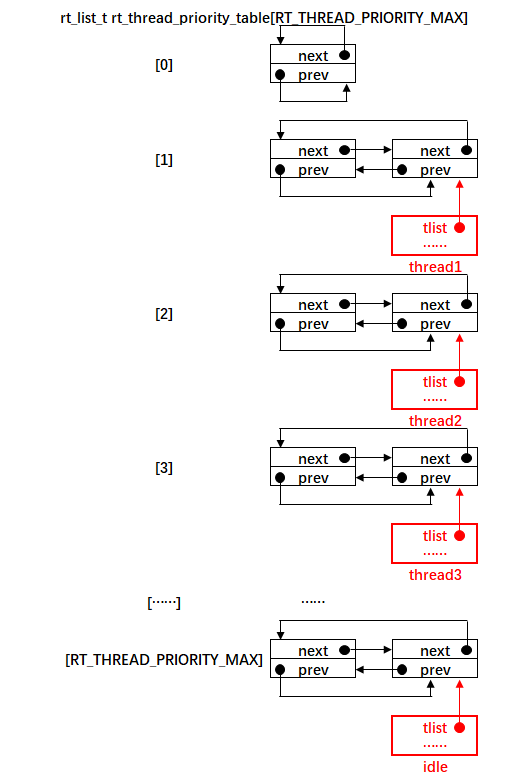 rt_list_t rt_thread_priority_table[RT_THREAD_PRIORITY_MAX]
[0]
next
prev
[1]
next next
prev prev
tlist
······
thread1
[2]
next next
prev prev
tlist
······
thread2
[3]
next next
prev prev
tlist
······
thread3
[······] ······
[RT_THREAD_PRIORITY_MAX]
next next
prev prev
tlist
······
idle